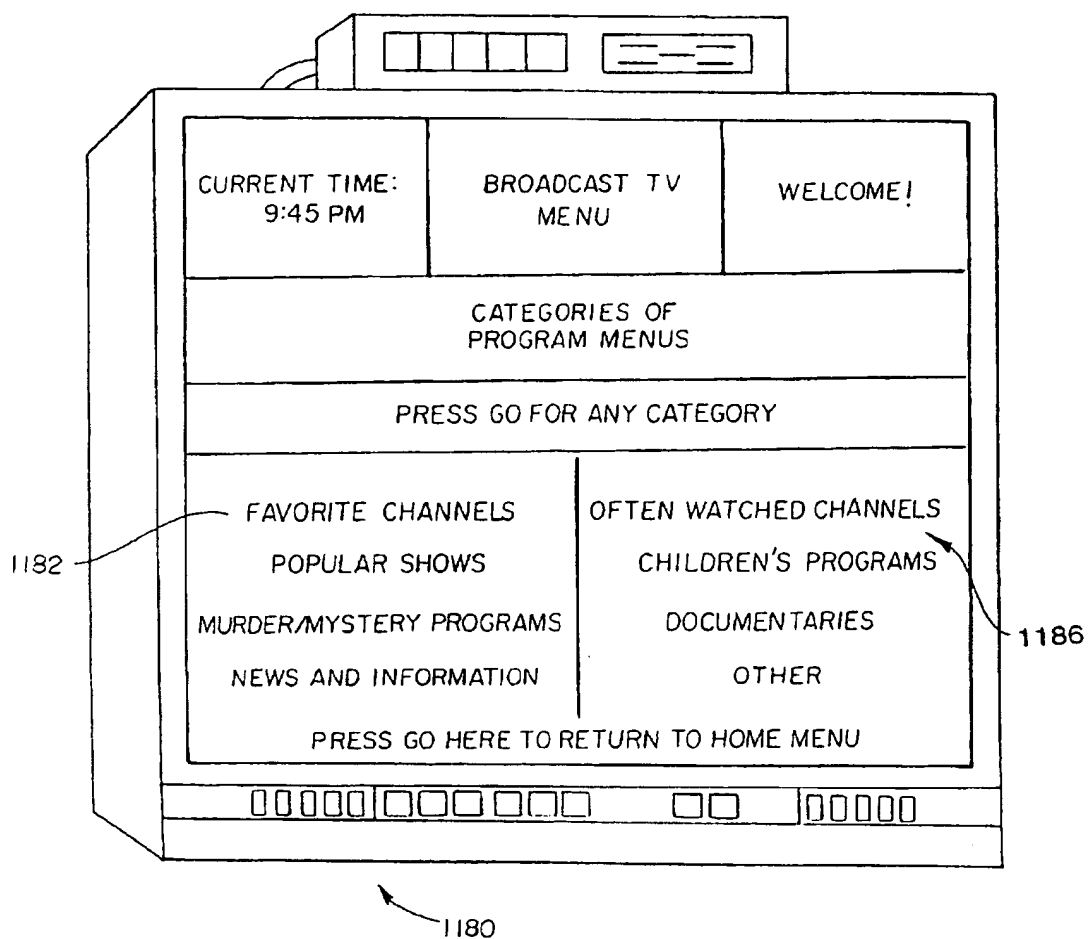 CURRENT TIME:
9:45 PM
BROADCAST TV
MENU
WELCOME!
CATEGORIES OF
PROGRAM MENUS
PRESS GO FOR ANY CATEGORY
FAVORITE CHANNELS
OFTEN WATCHED CHANNELS
1182
POPULAR SHOWS
CHILDREN'S PROGRAMS
MURDER/MYSTERY PROGRAMS
DOCUMENTARIES
1186
NEWS AND INFORMATION
OTHER
PRESS GO HERE TO RETURN TO HOME MENU
1180